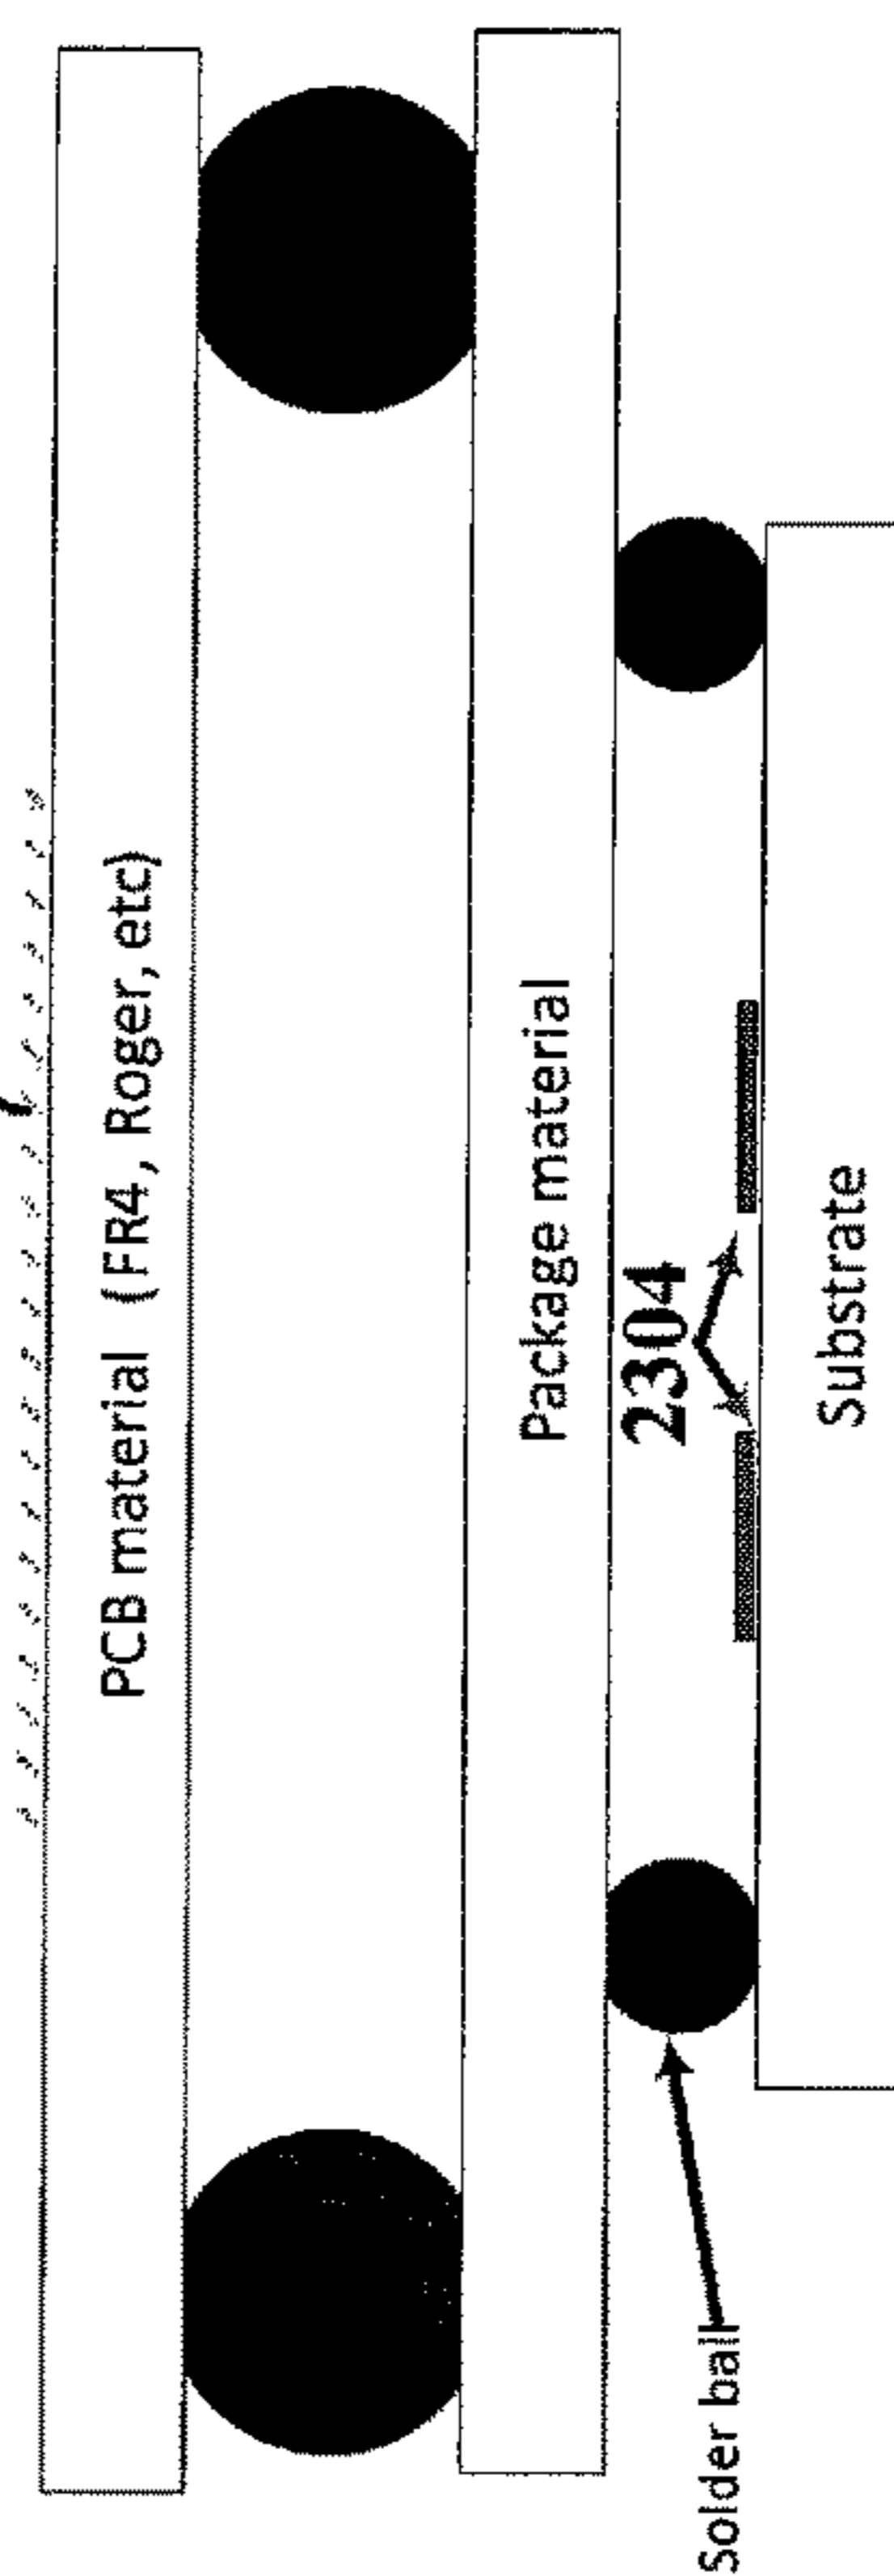 PCB material (FR4, Roger, etc)
Package material
2304
Substrate
Solder ball